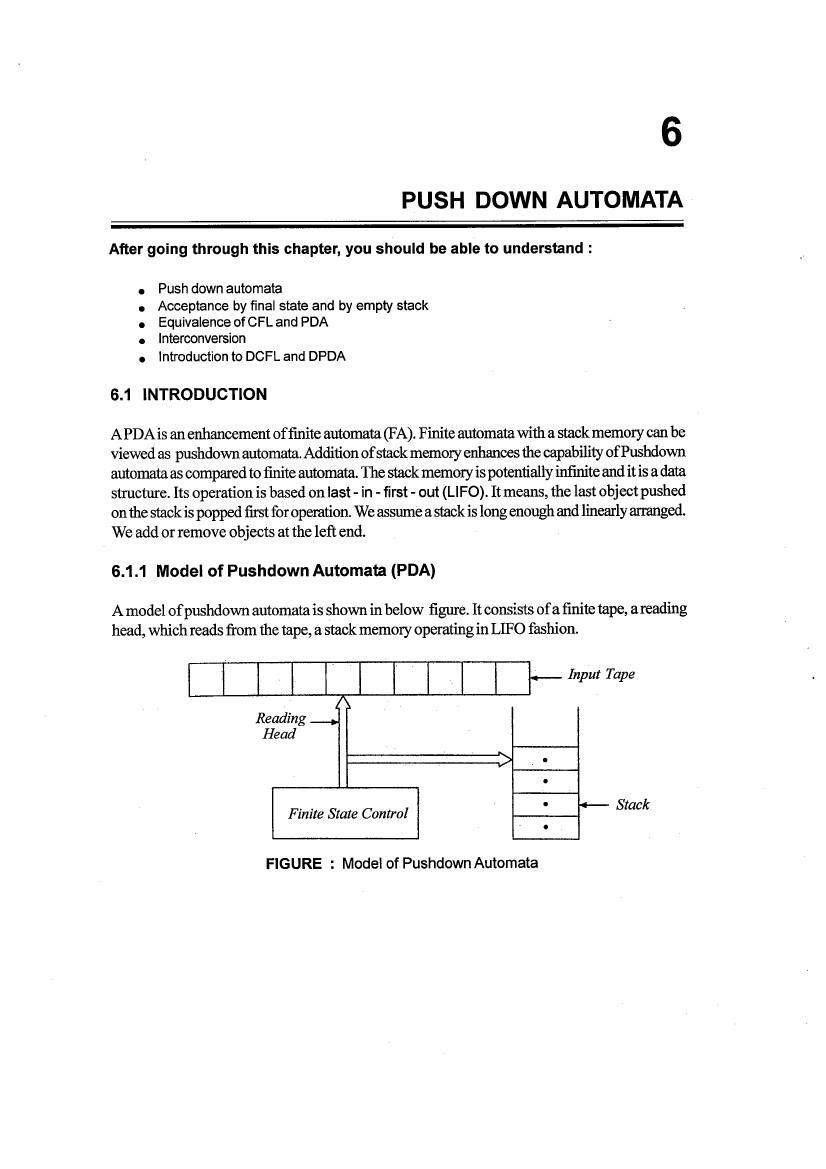 6
PUSH DOWN AUTOMATA
After going through this chapter, you should be able to understand :
• Push down automata
• Acceptance by final state and by empty stack
• Equivalence of CFL and PDA
• Interconversion
• Introduction to DCFL and DPDA
6.1 INTRODUCTION
A PDA is an enhancement of finite automata (FA). Finite automata with a stack memory can be
viewed as pushdown automata. Addition of stack memory enhances the capability of Pushdown
automata as compared to finite automata. The stack memory is potentially infinite and it is a data
structure. Its operation is based on last - in - first - out (LIFO). It means, the last object pushed
on the stack is popped first for operation. We assume a stack is long enough and linearly arranged.
We add or remove objects at the left end.
6.1.1 Model of Pushdown Automata (PDA)
A model of pushdown automata is shown in below figure. It consists of a finite tape, a reading
head, which reads from the tape, a stack memory operating in LIFO fashion.
Input Tape
Reading
Head
Stack
Finite State Control
FIGURE : Model of Pushdown Automata